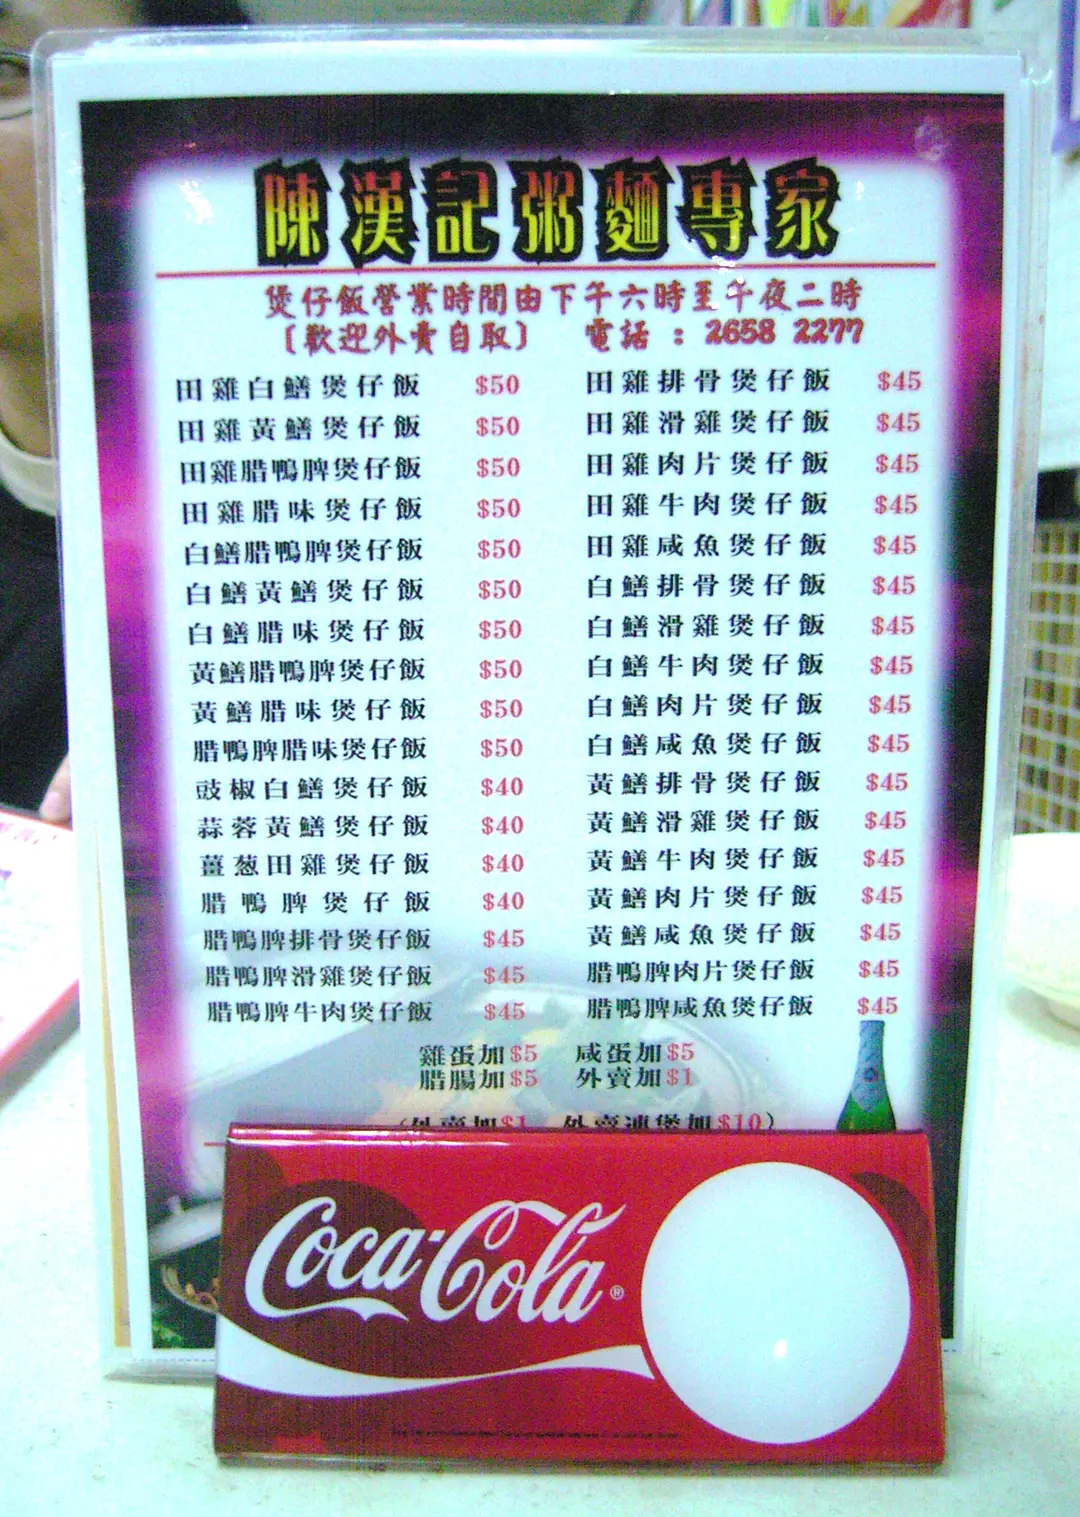 陳漢記粥麵專家
煲仔飯營業時間由下午六時至午夜二時
〔歡迎外賣自取〕 電話 : 2658 2277
田雞白鱔煲仔飯 $50
田雞黃鱔煲仔飯 $50
田雞腊鴨脾煲仔飯 $50
田雞腊味煲仔飯 $50
白鱔腊鴨脾煲仔飯 $50
白鱔黃鱔煲仔飯 $50
白鱔腊味煲仔飯 $50
黃鱔腊鴨脾煲仔飯 $50
黃鱔腊味煲仔飯 $50
腊鴨脾腊味煲仔飯 $50
豉椒白鱔煲仔飯 $40
蒜蓉黃鱔煲仔飯 $40
薑葱田雞煲仔飯 $40
腊鴨脾煲仔飯 $40
腊鴨脾排骨煲仔飯 $45
腊鴨脾滑雞煲仔飯 $45
腊鴨脾牛肉煲仔飯 $45
田雞排骨煲仔飯 $45
田雞滑雞煲仔飯 $45
田雞肉片煲仔飯 $45
田雞牛肉煲仔飯 $45
田雞咸魚煲仔飯 $45
白鱔排骨煲仔飯 $45
白鱔滑雞煲仔飯 $45
白鱔牛肉煲仔飯 $45
白鱔肉片煲仔飯 $45
白鱔咸魚煲仔飯 $45
黃鱔排骨煲仔飯 $45
黃鱔滑雞煲仔飯 $45
黃鱔牛肉煲仔飯 $45
黃鱔肉片煲仔飯 $45
黃鱔咸魚煲仔飯 $45
腊鴨脾肉片煲仔飯 $45
腊鴨脾咸魚煲仔飯 $45
雞蛋加$5 咸蛋加$5
腊腸加$5 外賣加$1
(外賣加$1 外賣連煲加$10)
Coca-Cola®